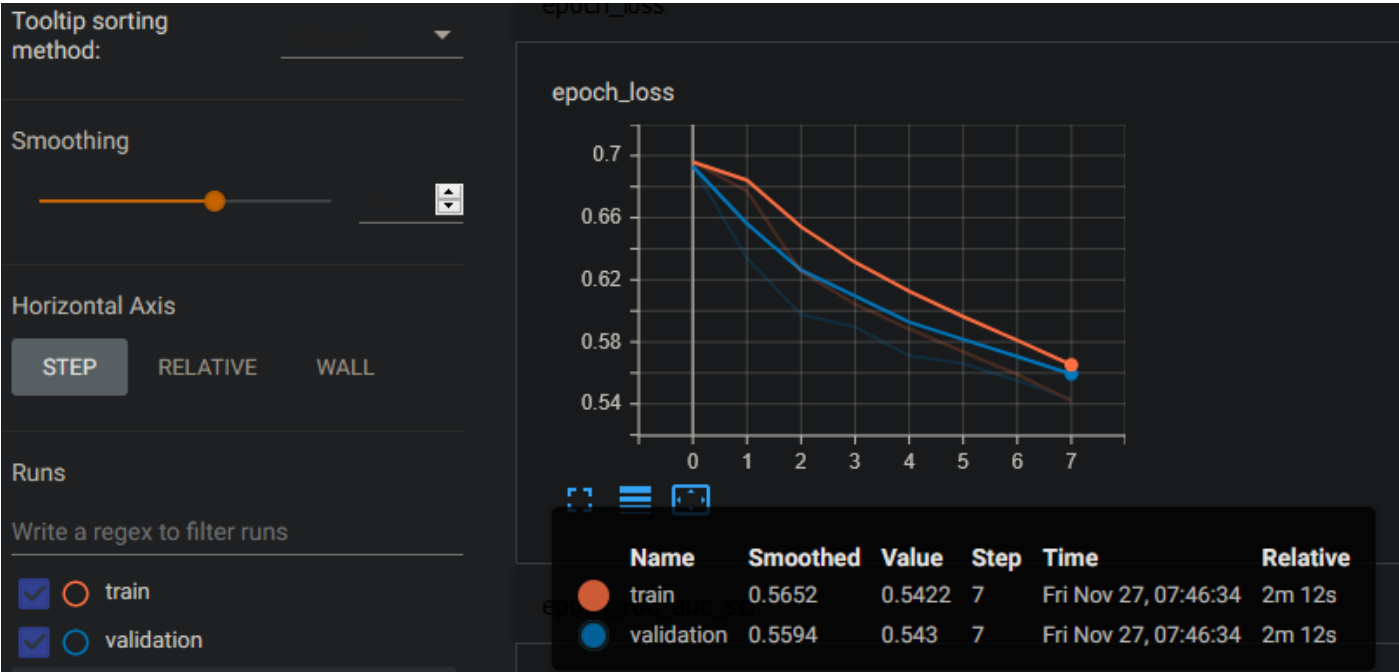 Tooltip sorting
method:
Smoothing
Horizontal Axis
STEP RELATIVE WALL
Runs
Write a regex to filter runs
train
validation
epoch_loss
epoch_loss
0.7
0.66
0.62
0.58
0.54
0 1 2 3 4 5 6 7
Name Smoothed Value Step Time Relative
train 0.5652 0.5422 7 Fri Nov 27, 07:46:34 2m 12s
validation 0.5594 0.543 7 Fri Nov 27, 07:46:34 2m 12s